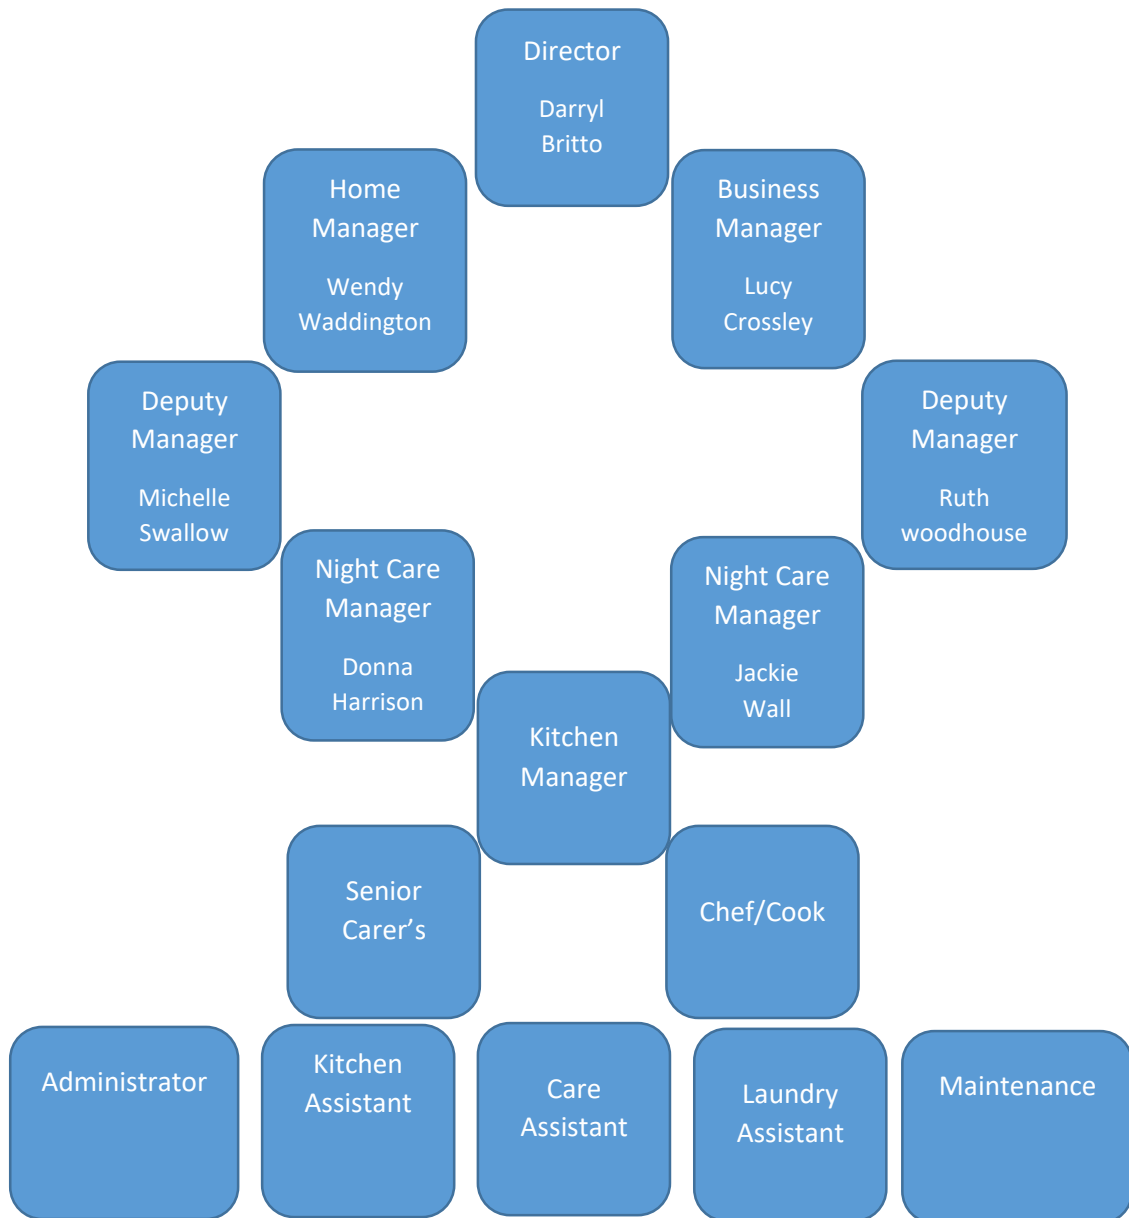 Director
Darryl
Britto
Home
Manager
Wendy
Waddington
Business
Manager
Lucy
Crossley
Deputy
Manager
Michelle
Swallow
Deputy
Manager
Ruth
woodhouse
Night Care
Manager
Donna
Harrison
Night Care
Manager
Jackie
Wall
Kitchen
Manager
Senior
Carer’s
Chef/Cook
Administrator
Kitchen
Assistant
Care
Assistant
Laundry
Assistant
Maintenance